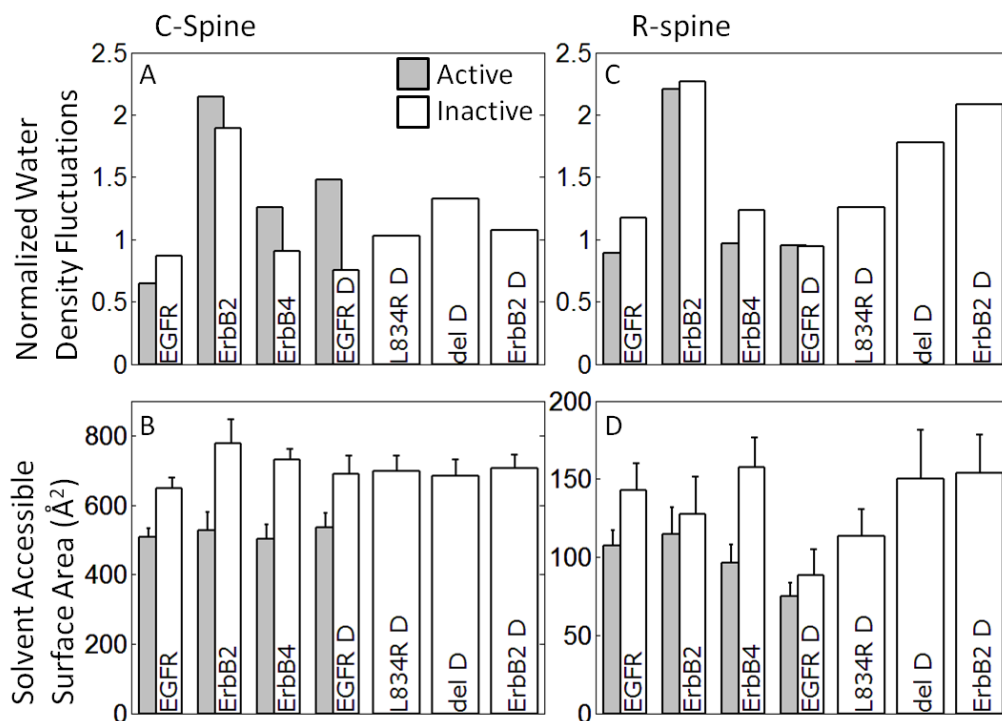 C-Spine
R-spine
Normalized Water
Density Fluctuations
2.5
2
1.5
1
0.5
0
A
Active
Inactive
EGFR
ErbB2
ErbB4
EGFR D
L834R D
del D
ErbB2 D
2.5
2
1.5
1
0.5
0
C
EGFR
ErbB2
ErbB4
EGFR D
L834R D
del D
ErbB2 D
Solvent Accessible
Surface Area (Å²)
800
600
400
200
0
B
EGFR
ErbB2
ErbB4
EGFR D
L834R D
del D
ErbB2 D
200
150
100
50
0
D
EGFR
ErbB2
ErbB4
EGFR D
L834R D
del D
ErbB2 D